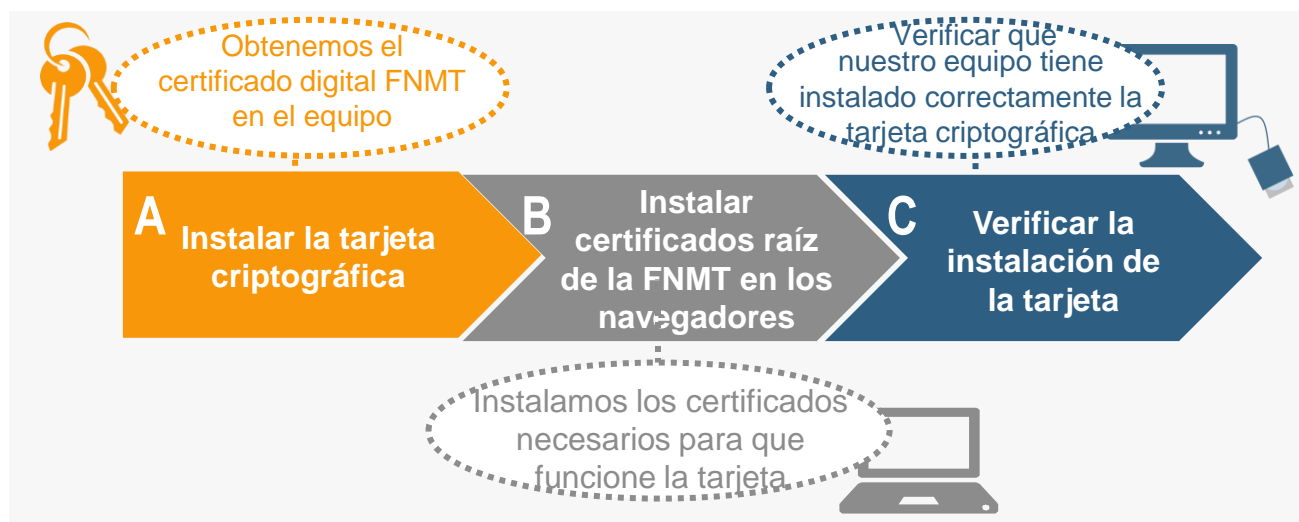 Obtenemos el
certificado digital FNMT
en el equipo
Verificar que
nuestro equipo tiene
instalado correctamente la
tarjeta criptográfica
A
Instalar la tarjeta
criptográfica
B
Instalar
certificados raíz
de la FNMT en los
navegadores
C
Verificar la
instalación de
la tarjeta
Instalamos los certificados
necesarios para que
funcione la tarjeta